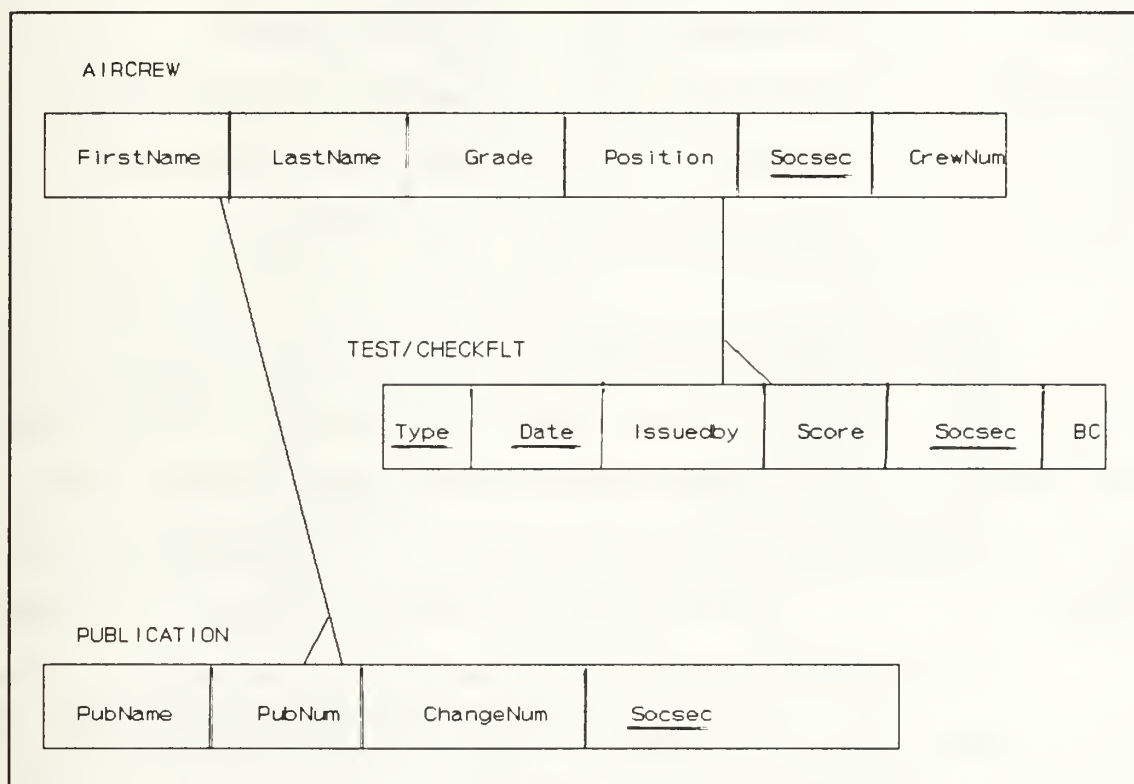 AIRCREW
FirstName LastName Grade Position Socsec CrewNum
TEST/CHECKFLT
Type Date Issuedby Score Socsec BC
PUBLICATION
PubName PubNum ChangeNum Socsec